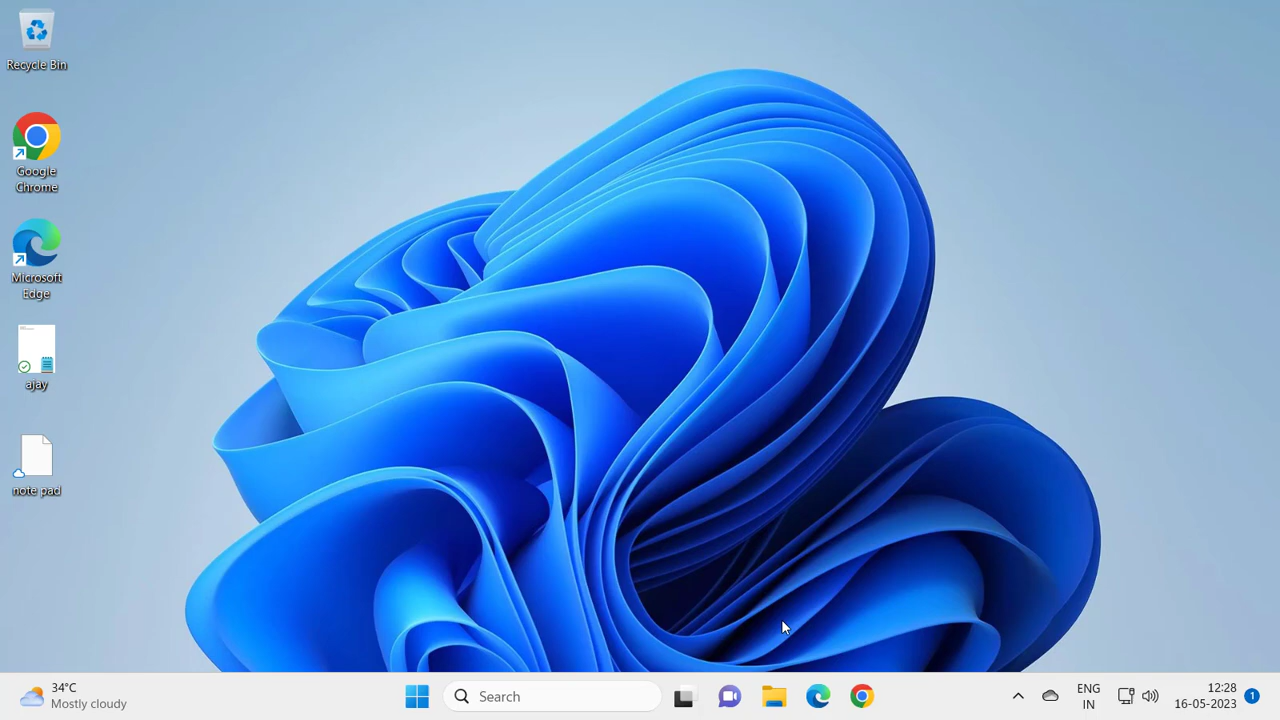 Recycle Bin
Google
Chrome
Microsoft
Edge
ajay
note pad
34°C
Mostly cloudy
Search
ENG
IN
12:28
16-05-2023
1